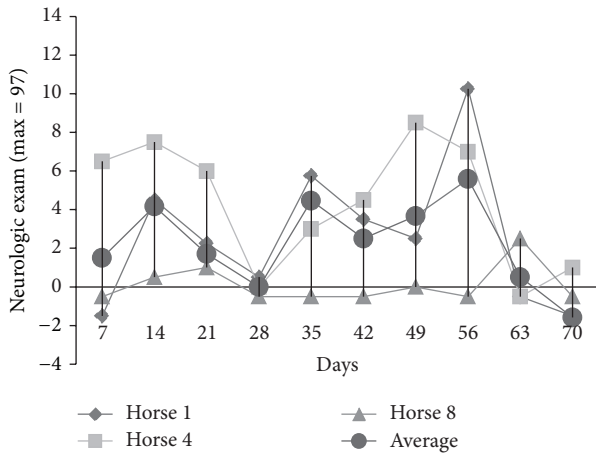 14
12
10
8
6
4
2
0
−2
−4
Neurologic exam (max = 97)
7 14 21 28 35 42 49 56 63 70
Days
Horse 1 Horse 8
Horse 4 Average